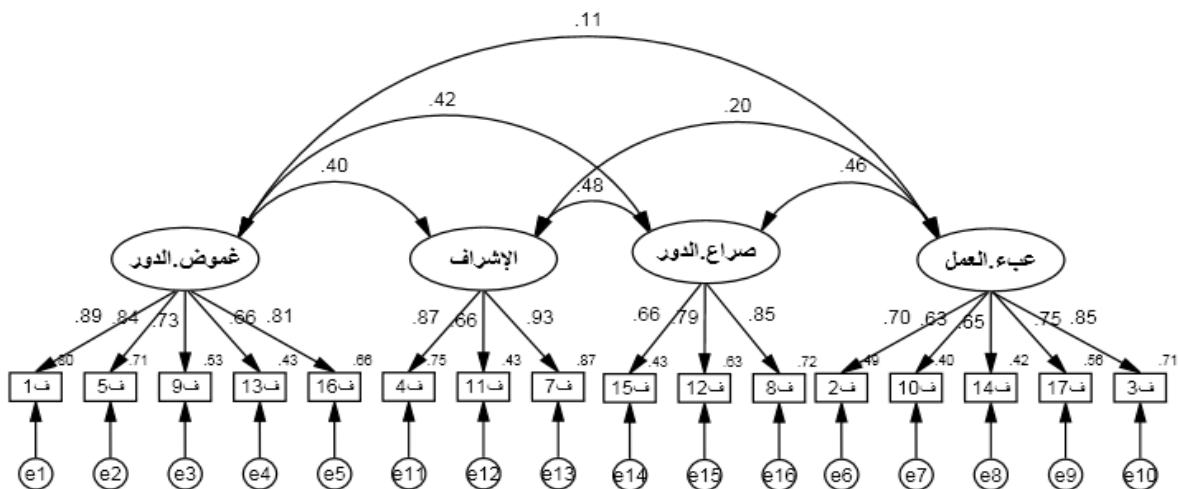 .11
.42 .20
.40 .48 .46
غموض.الدور الإشراف صراع.الدور عبء.العمل
.89 .84 .73 .66 .81 .87 .66 .93 .66 .79 .85 .70 .63 .65 .75 .85
.80 .71 .53 .43 .66 .75 .43 .87 .43 .63 .72 .49 .40 .42 .56 .71
ف1 ف5 ف9 ف13 ف16 ف4 ف11 ف7 ف15 ف12 ف8 ف2 ف10 ف14 ف17 ف3
e1 e2 e3 e4 e5 e11 e12 e13 e14 e15 e16 e6 e7 e8 e9 e10